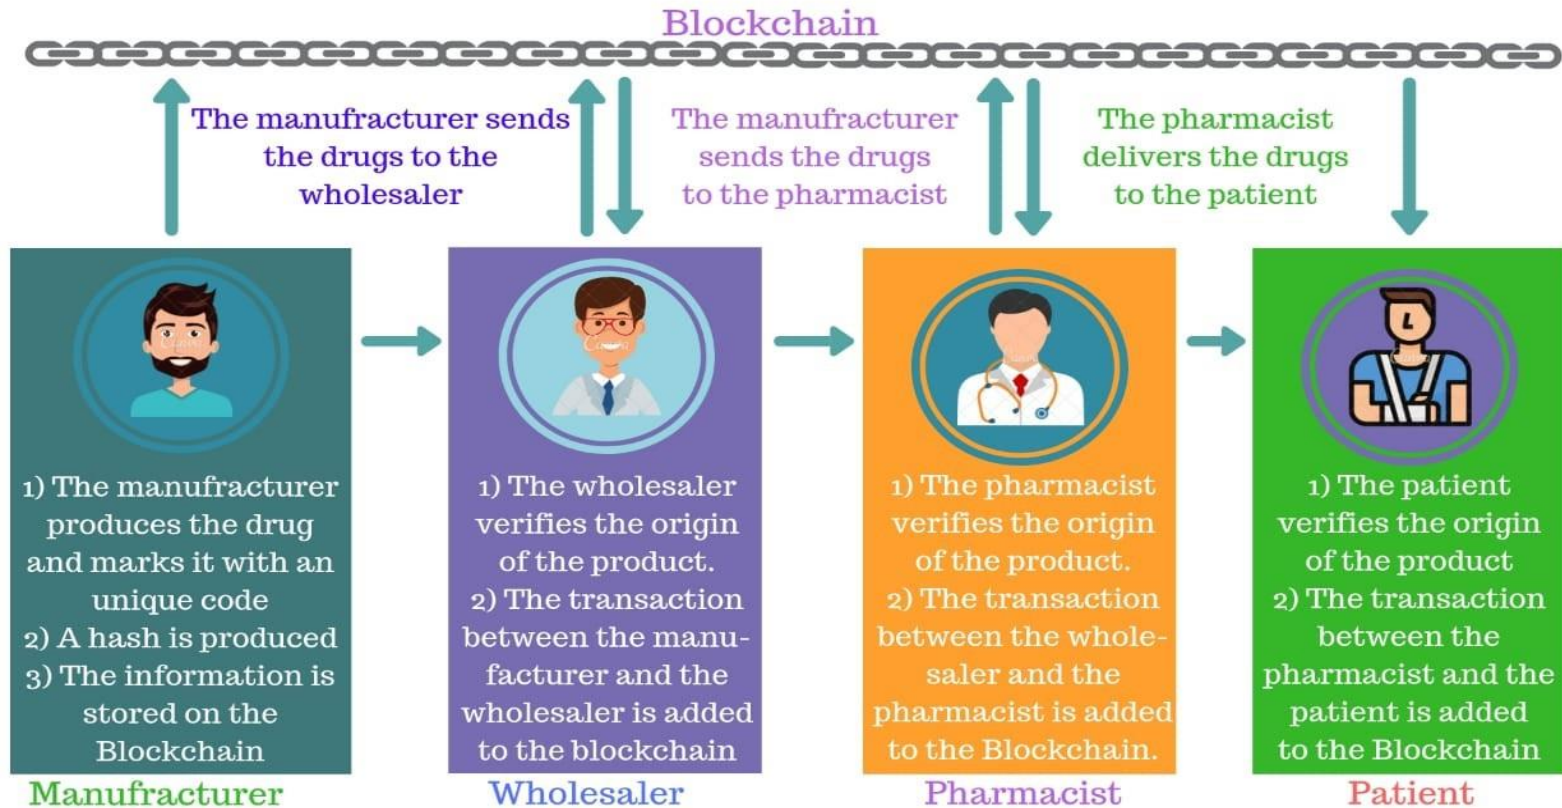 Blockchain
The manufracturer sends
the drugs to the
wholesaler
The manufracturer
sends the drugs
to the pharmacist
The pharmacist
delivers the drugs
to the patient
1) The manufracturer
produces the drug
and marks it with an
unique code
2) A hash is produced
3) The information is
stored on the
Blockchain
Manufracturer
1) The wholesaler
verifies the origin
of the product.
2) The transaction
between the manu-
facturer and the
wholesaler is added
to the blockchain
Wholesaler
1) The pharmacist
verifies the origin
of the product.
2) The transaction
between the whole-
saler and the
pharmacist is added
to the Blockchain.
Pharmacist
1) The patient
verifies the origin
of the product
2) The transaction
between the
pharmacist and the
patient is added
to the Blockchain
Patient